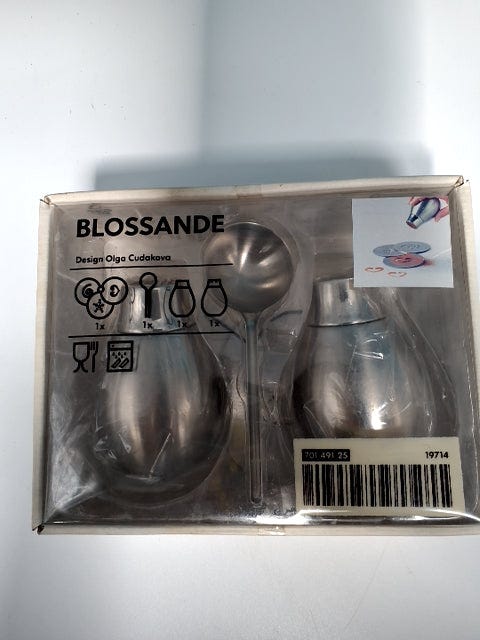 BLOSSANDE
Design Olga Cudakova
1x 1x 1x 1x
701 491 25 19714